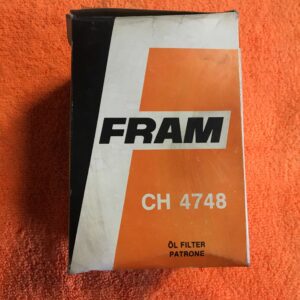 FRAM
CH 4748
ÖL FILTER
PATRONE